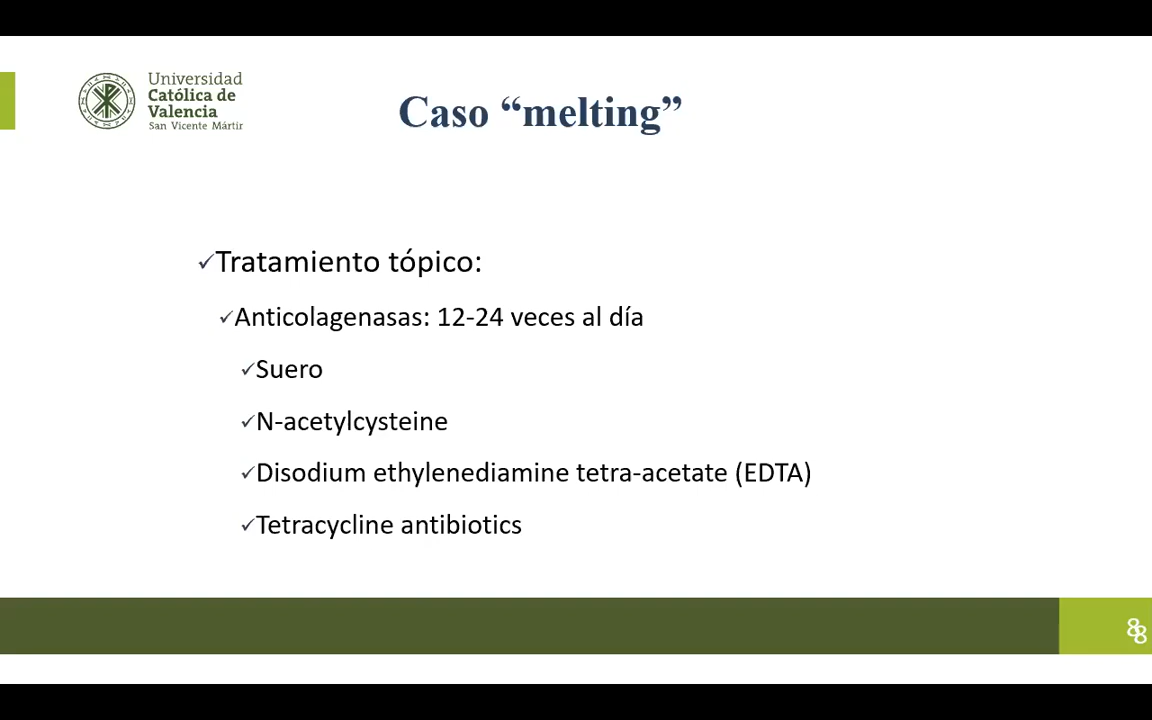 Universidad
Católica de
Valencia
San Vicente Mártir
Caso “melting”
✓Tratamiento tópico:
✓Anticolagenasas: 12-24 veces al día
✓Suero
✓N-acetylcysteine
✓Disodium ethylenediamine tetra-acetate (EDTA)
✓Tetracycline antibiotics